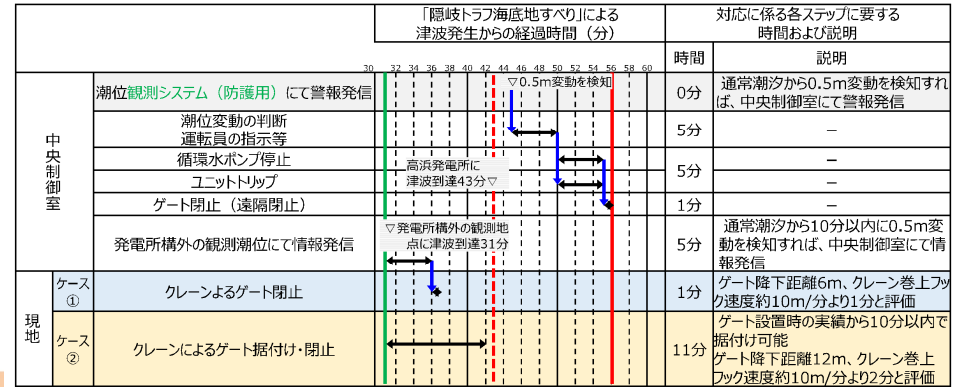 「隠岐トラフ海底地すべり」による
津波発生からの経過時間（分）
対応に係る各ステップに要する
時間および説明
時間
説明
30 32 34 36 38 40 42 44 46 48 50 52 54 56 58 60
中央制御室
潮位観測システム（防護用）にて警報発信
▽0.5m変動を検知
0分
通常潮汐から0.5m変動を検知すれ
ば、中央制御室にて警報発信
潮位変動の判断
運転員の指示等
5分
－
循環水ポンプ停止
高浜発電所に
津波到達43分▽
5分
－
ユニットトリップ
－
ゲート閉止（遠隔閉止）
1分
－
発電所構外の観測潮位にて情報発信
▽発電所構外の観測地
点に津波到達31分
5分
通常潮汐から10分以内に0.5m変
動を検知すれば、中央制御室にて情
報発信
現地
ケース
①
クレーンよるゲート閉止
1分
ゲート降下距離6m、クレーン巻上フッ
ク速度約10m/分より1分と評価
ケース
②
クレーンによるゲート据付け・閉止
11分
ゲート設置時の実績から10分以内で
据付け可能
ゲート降下距離12m、クレーン巻上
フック速度約10m/分より2分と評価